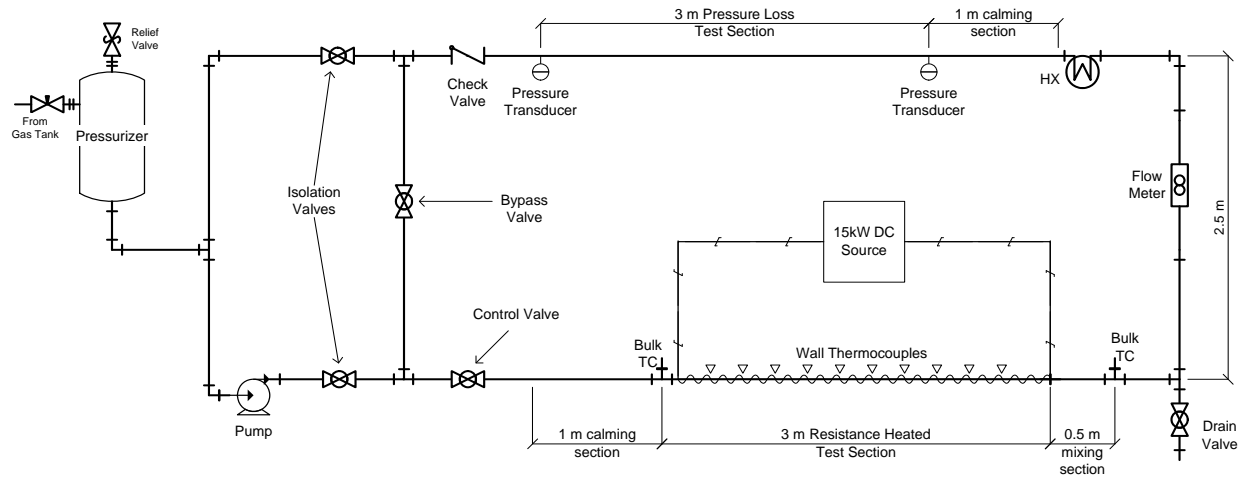 Relief
Valve
From
Gas Tank
Pressurizer
3 m Pressure Loss
Test Section
1 m calming
section
Check
Valve
Pressure
Transducer
Pressure
Transducer
HX
Isolation
Valves
Bypass
Valve
15kW DC
Source
Flow
Meter
2.5 m
Control Valve
Bulk
TC
Wall Thermocouples
Bulk
TC
Pump
1 m calming
section
3 m Resistance Heated
Test Section
0.5 m
mixing
section
Drain
Valve